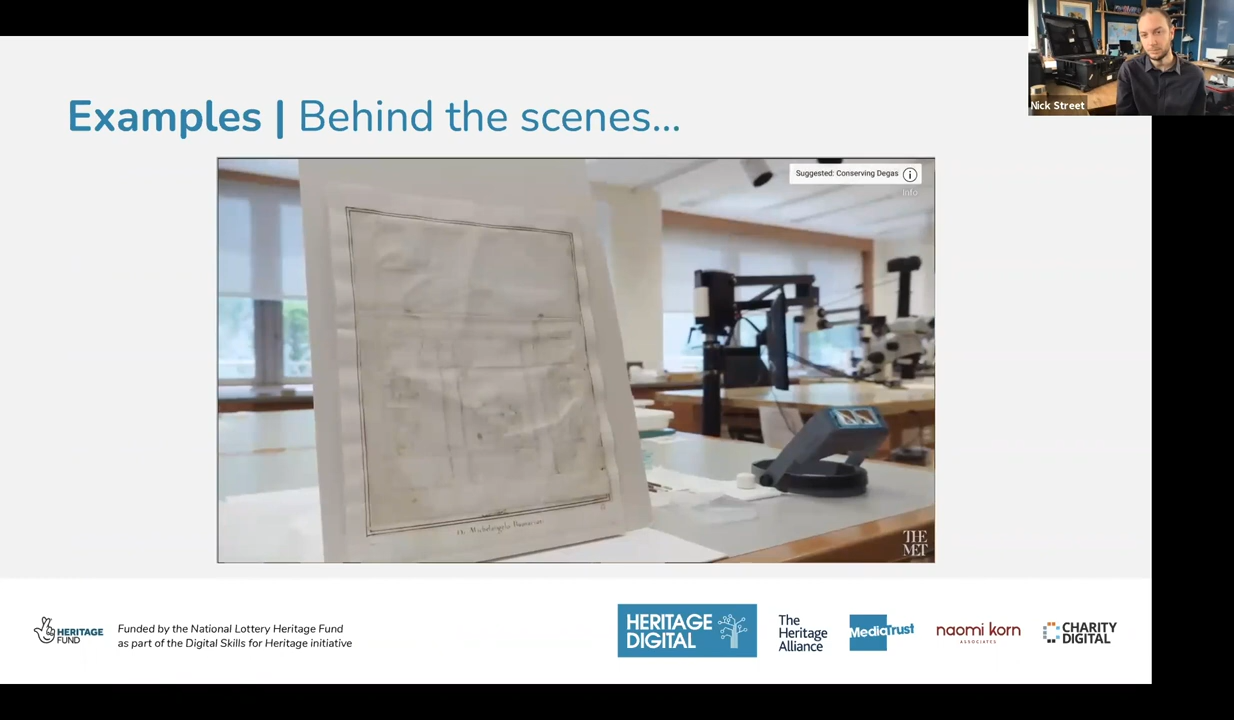 Nick Street
Examples | Behind the scenes...
Suggested: Conserving Degas
Info
THE
MET
HERITAGE
FUND
Funded by the National Lottery Heritage Fund
as part of the Digital Skills for Heritage initiative
HERITAGE
DIGITAL
The
Heritage
Alliance
MediaTrust
naomi korn
ASSOCIATES
CHARITY
DIGITAL